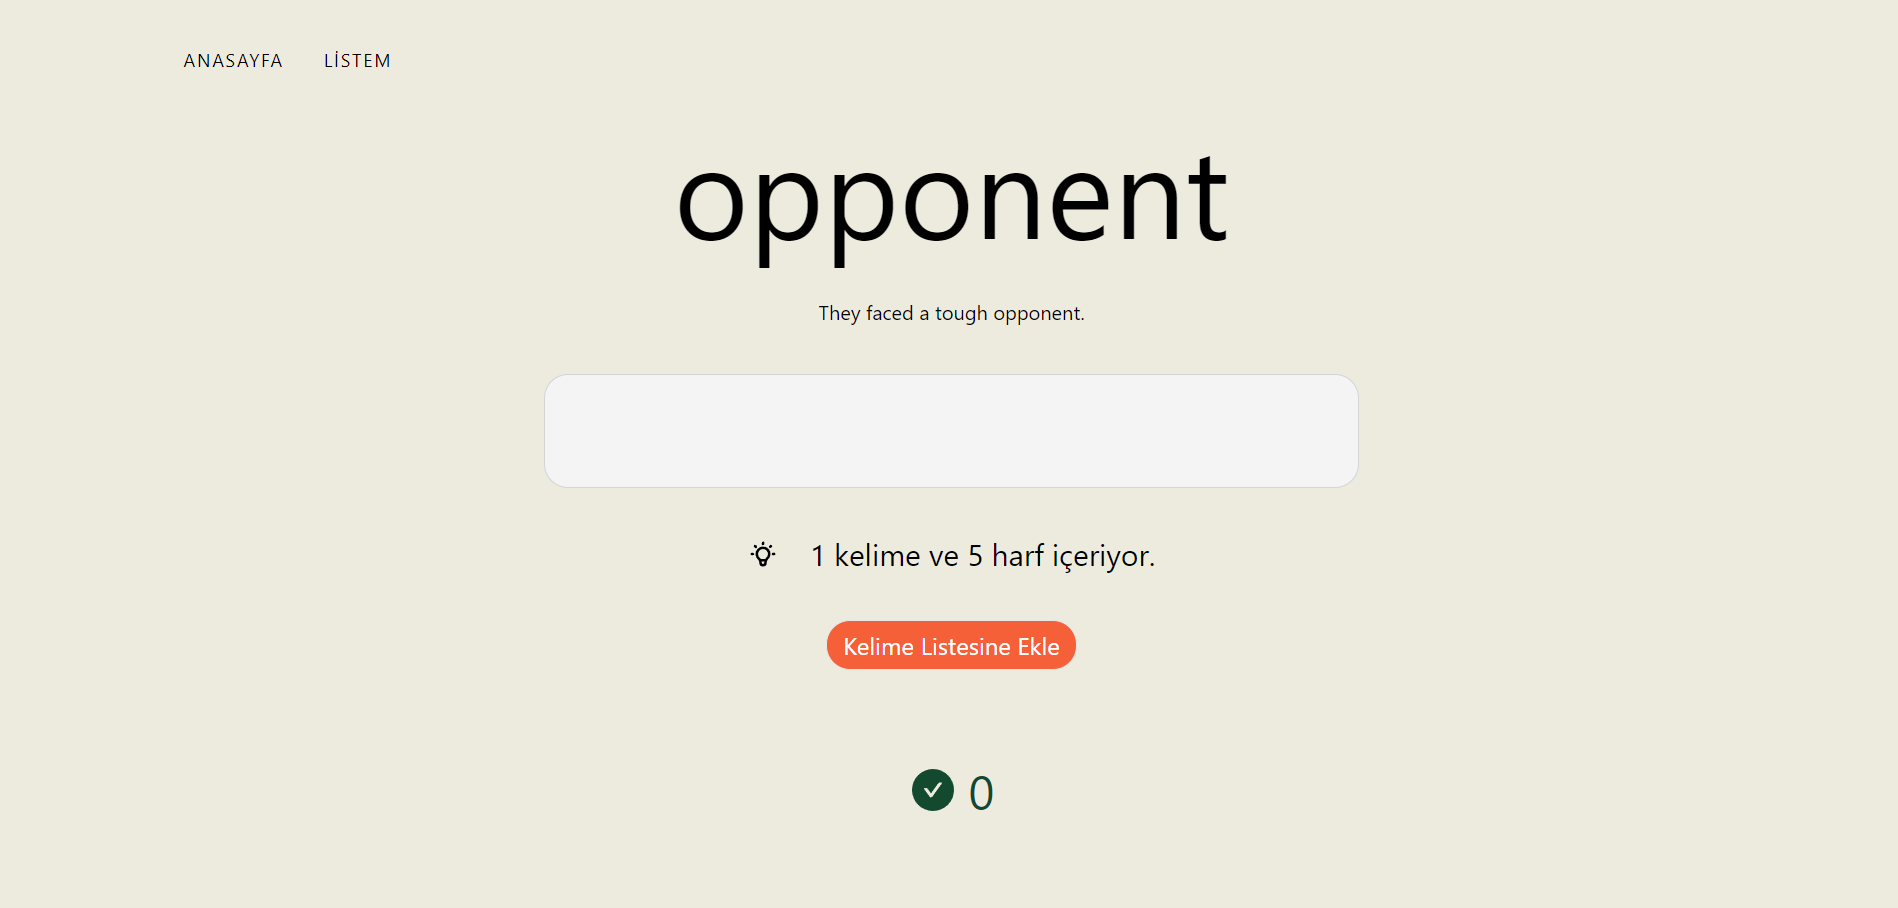 ANASAYFA LİSTEM
opponent
They faced a tough opponent.
1 kelime ve 5 harf içeriyor.
Kelime Listesine Ekle
0